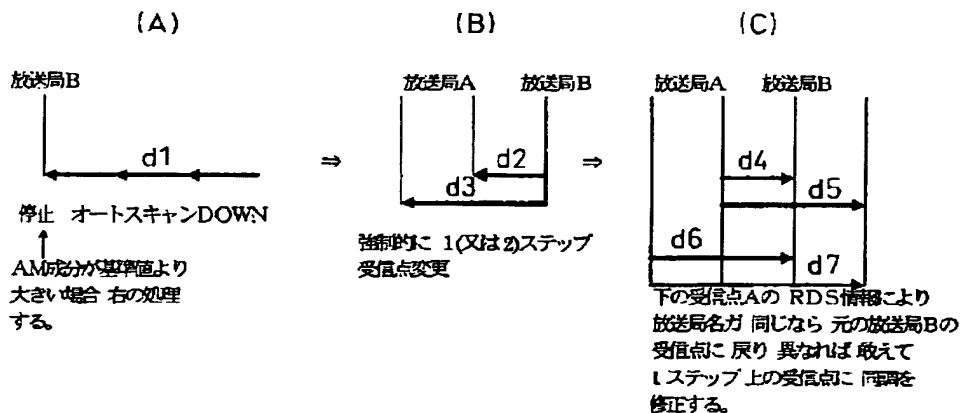 (A)
放送局B
d1
停止 オートスキャンDOWN
AM成分が基準値より
大きい場合 右の処理
する。
⇒
(B)
放送局A 放送局B
d2
d3
強制的に 1(又は2)ステップ
受信点変更
⇒
(C)
放送局A 放送局B
d4
d5
d6
d7
下の受信点Aの RDS情報により
放送局名が 同じなら 元の放送局Bの
受信点に 戻り 異なれば 敢えて
1ステップ 上の受信点に 同調を
修正する。